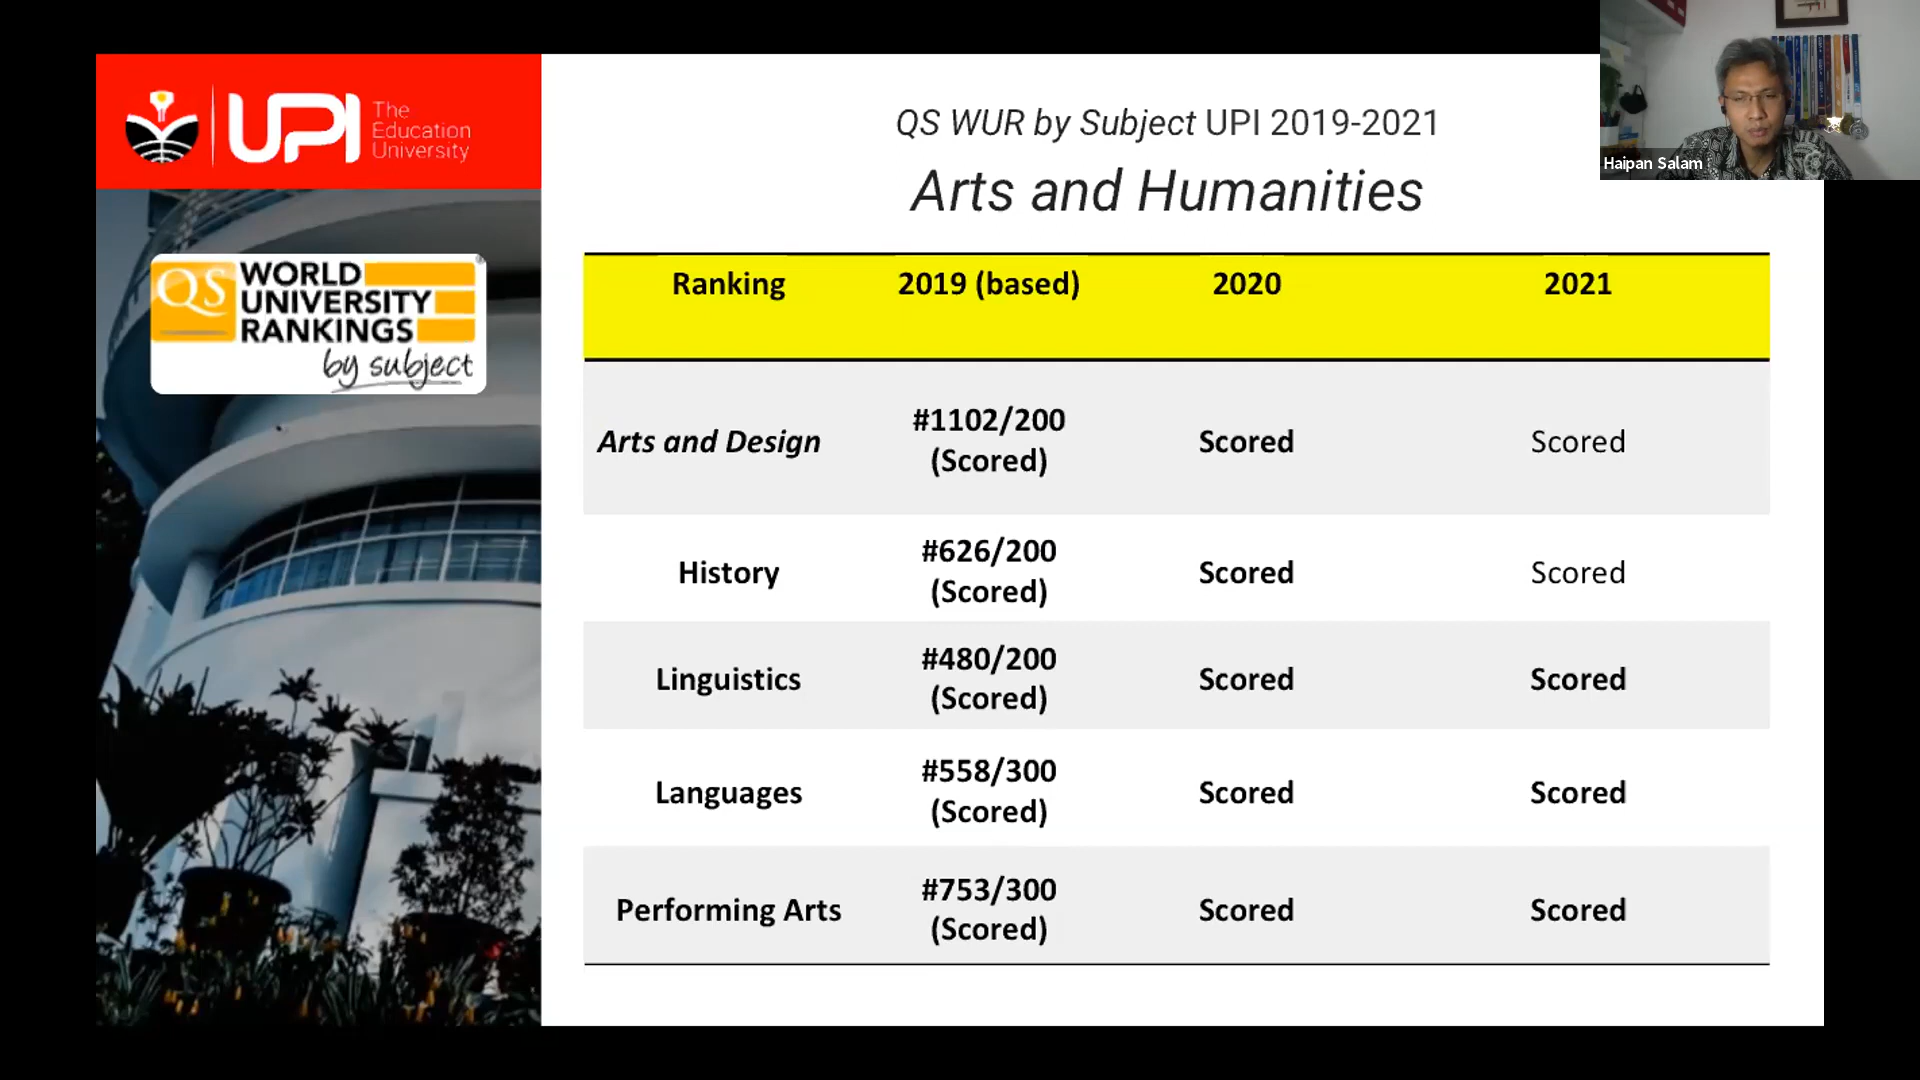 UPI The
Education
University
QS WORLD
UNIVERSITY
RANKINGS
by subject
QS WUR by Subject UPI 2019-2021
Arts and Humanities
Haipan Salam
Ranking 2019 (based) 2020 2021
Arts and Design #1102/200 (Scored) Scored Scored
History #626/200 (Scored) Scored Scored
Linguistics #480/200 (Scored) Scored Scored
Languages #558/300 (Scored) Scored Scored
Performing Arts #753/300 (Scored) Scored Scored